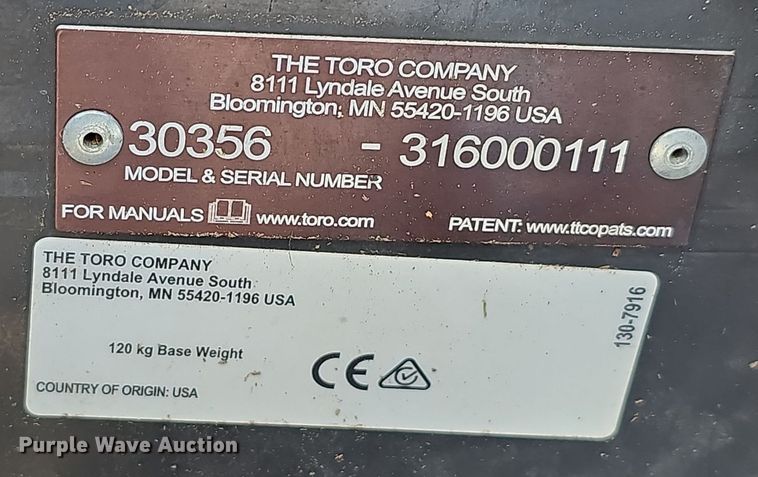 THE TORO COMPANY
8111 Lyndale Avenue South
Bloomington, MN 55420-1196 USA
30356 - 316000111
MODEL & SERIAL NUMBER
FOR MANUALS www.toro.com
PATENT: www.ttcopats.com
THE TORO COMPANY
8111 Lyndale Avenue South
Bloomington, MN 55420-1196 USA
120 kg Base Weight
CE
COUNTRY OF ORIGIN: USA
130-7916
Purple Wave Auction